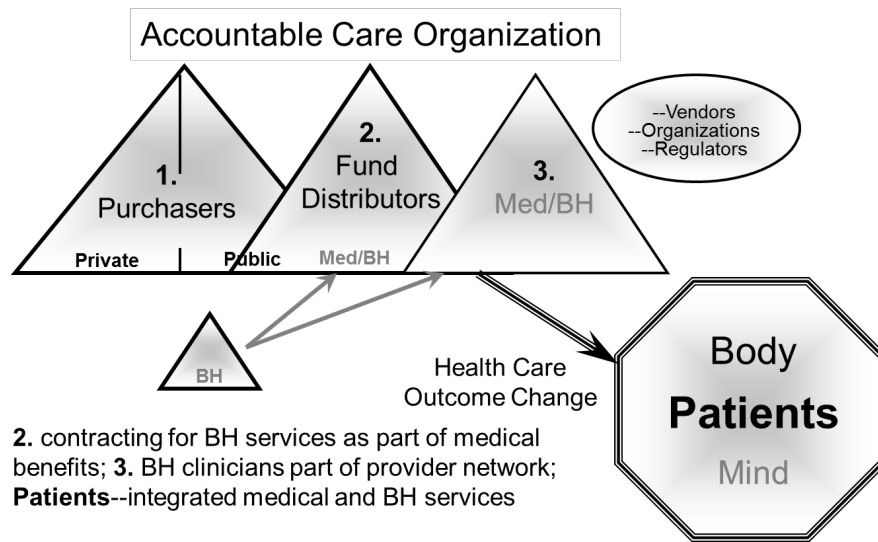 Accountable Care Organization
1.
Purchasers
Private
Public
2.
Fund
Distributors
Med/BH
3.
Med/BH
--Vendors
--Organizations
--Regulators
BH
Health Care
Outcome Change
Body
Patients
Mind
2. contracting for BH services as part of medical
benefits; 3. BH clinicians part of provider network;
Patients--integrated medical and BH services